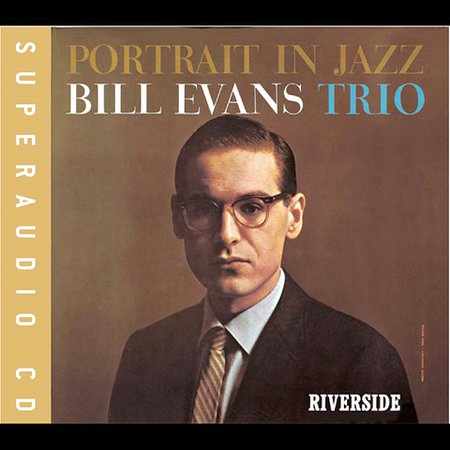 SUPERAUDIO CD
PORTRAIT IN JAZZ
BILL EVANS TRIO
RIVERSIDE